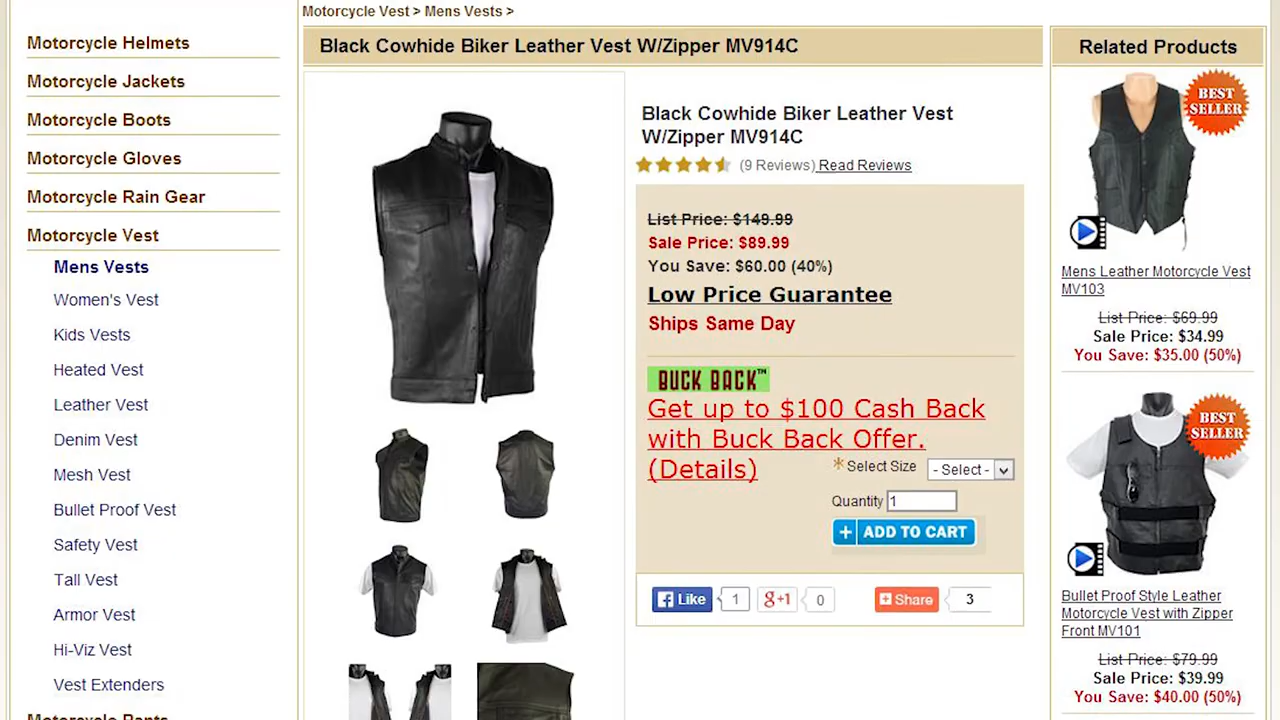 Motorcycle Vest > Mens Vests >
Motorcycle Helmets
Motorcycle Jackets
Motorcycle Boots
Motorcycle Gloves
Motorcycle Rain Gear
Motorcycle Vest
Mens Vests
Women's Vest
Kids Vests
Heated Vest
Leather Vest
Denim Vest
Mesh Vest
Bullet Proof Vest
Safety Vest
Tall Vest
Armor Vest
Hi-Viz Vest
Vest Extenders
Motorcycle Pants
Black Cowhide Biker Leather Vest W/Zipper MV914C
Black Cowhide Biker Leather Vest
W/Zipper MV914C
(9 Reviews) Read Reviews
List Price: $149.99
Sale Price: $89.99
You Save: $60.00 (40%)
Low Price Guarantee
Ships Same Day
BUCK BACK™
Get up to $100 Cash Back
with Buck Back Offer.
(Details)
*Select Size - Select -
Quantity 1
+ ADD TO CART
f Like 1 g+1 0 + Share 3
Related Products
BEST
SELLER
Mens Leather Motorcycle Vest
MV103
List Price: $69.99
Sale Price: $34.99
You Save: $35.00 (50%)
BEST
SELLER
Bullet Proof Style Leather
Motorcycle Vest with Zipper
Front MV101
List Price: $79.99
Sale Price: $39.99
You Save: $40.00 (50%)